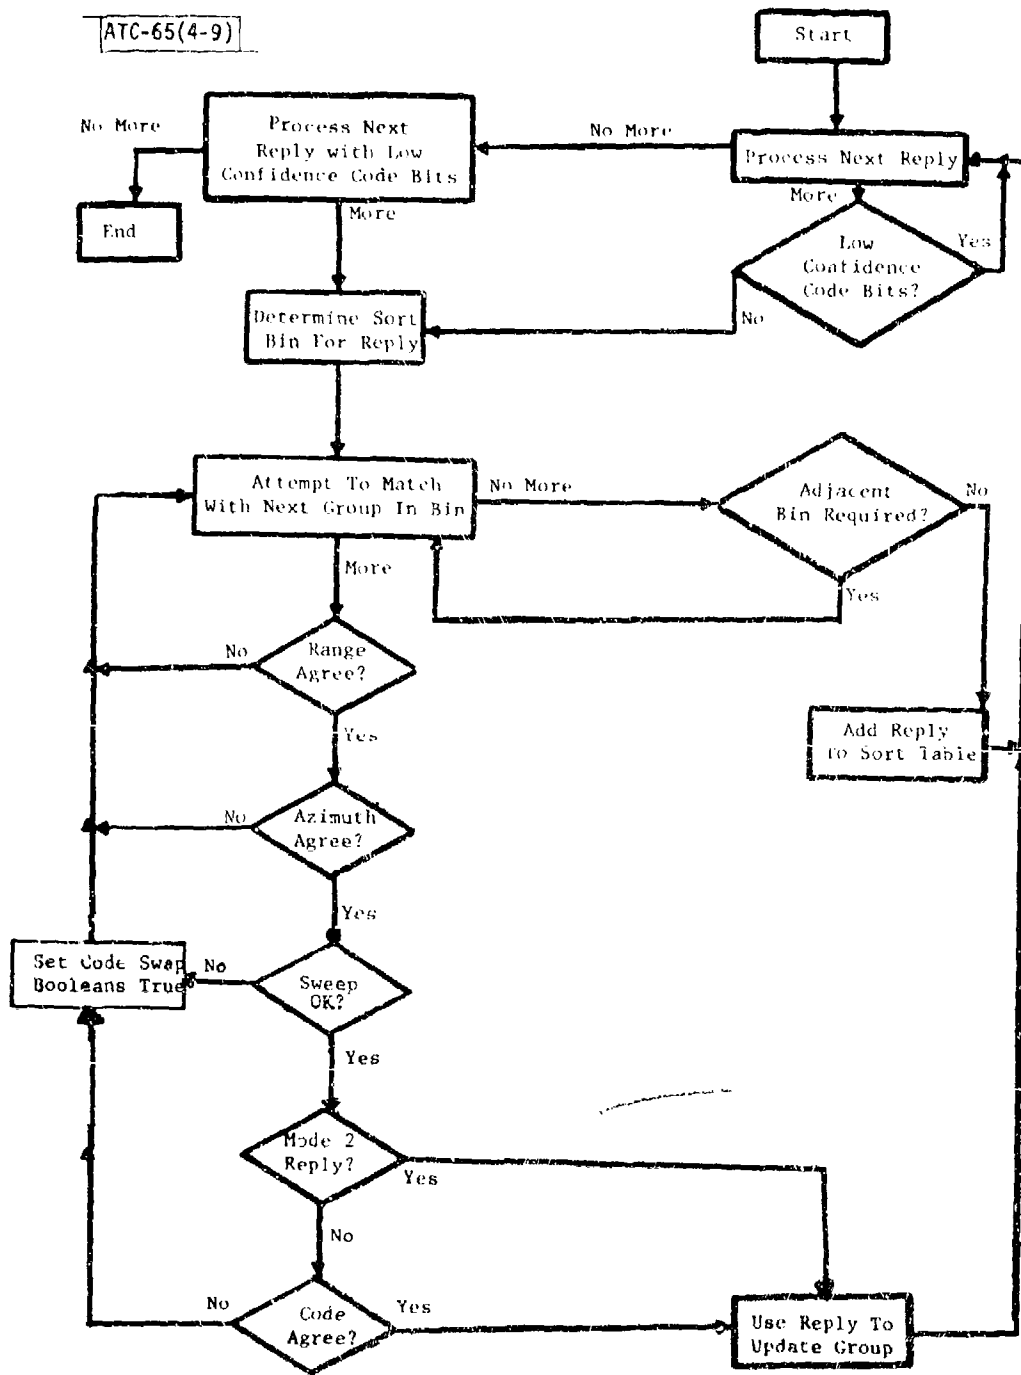 ATC-65(4-9)
Start
No More
Process Next
Reply with Low
Confidence Code Bits
No More
Process Next Reply
More
End
More
Low
Confidence
Code Bits?
Yes
No
Determine Sort
Bin For Reply
Attempt To Match
With Next Group In Bin
No More
Adjacent
Bin Required?
No
More
Yes
No
Range
Agree?
Yes
Add Reply
To Sort Table
No
Azimuth
Agree?
Yes
Set Code Swap
Booleans True
No
Sweep
OK?
Yes
Mode 2
Reply?
Yes
No
No
Code
Agree?
Yes
Use Reply To
Update Group